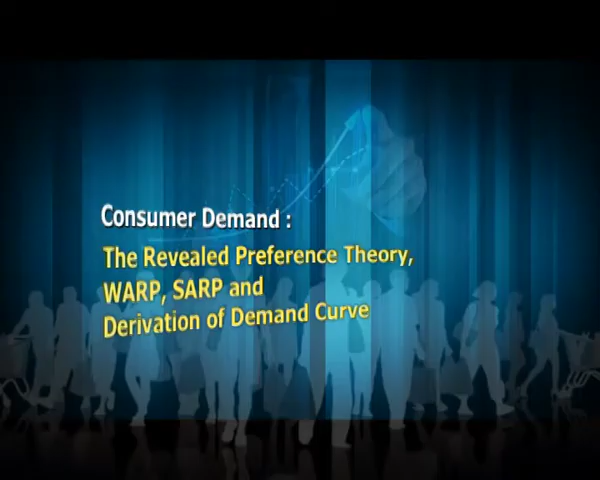 Consumer Demand :
The Revealed Preference Theory,
WARP, SARP and
Derivation of Demand Curve